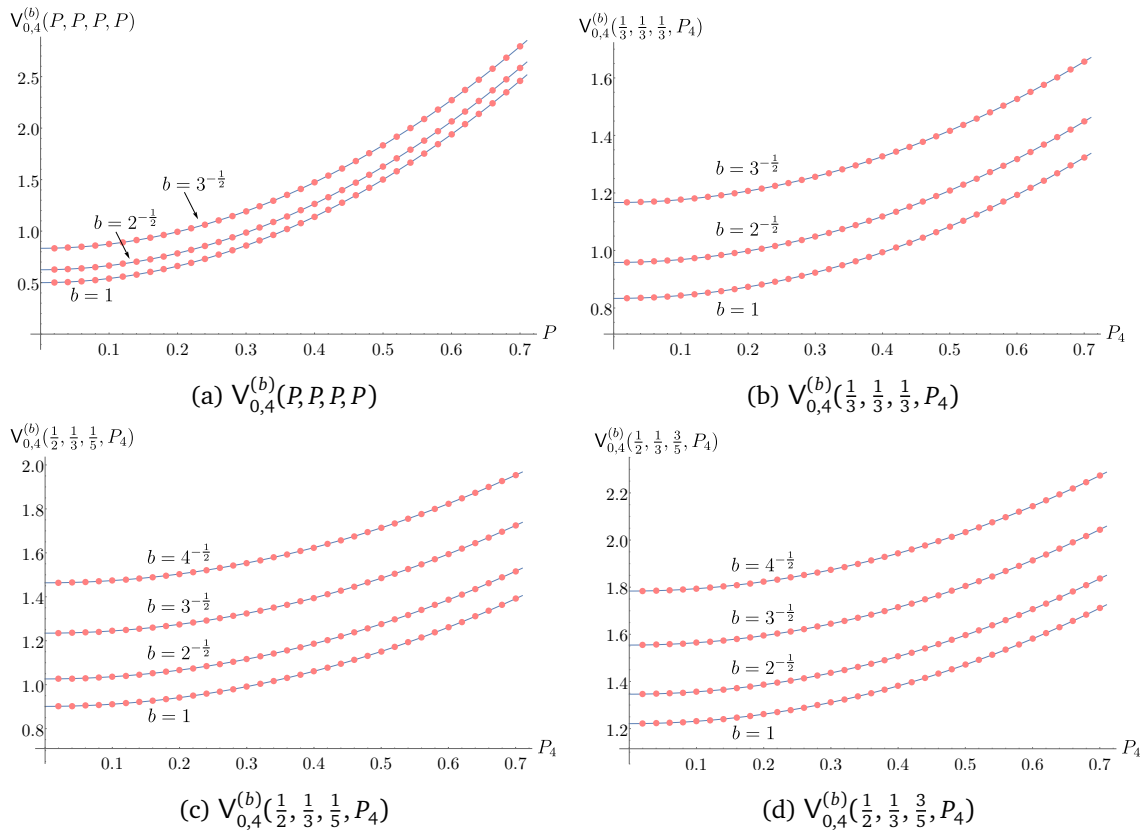 V^{(b)}_{0,4}(P, P, P, P)
2.5
2.0
1.5
1.0
0.5
b = 3^{-1/2}
b = 2^{-1/2}
b = 1
0.1 0.2 0.3 0.4 0.5 0.6 0.7
P
(a) V^{(b)}_{0,4}(P, P, P, P)
V^{(b)}_{0,4}(1/3, 1/3, 1/3, P_4)
1.6
1.4
1.2
1.0
0.8
b = 3^{-1/2}
b = 2^{-1/2}
b = 1
0.1 0.2 0.3 0.4 0.5 0.6 0.7
P_4
(b) V^{(b)}_{0,4}(1/3, 1/3, 1/3, P_4)
V^{(b)}_{0,4}(1/2, 1/3, 1/5, P_4)
2.0
1.8
1.6
1.4
1.2
1.0
0.8
b = 4^{-1/2}
b = 3^{-1/2}
b = 2^{-1/2}
b = 1
0.1 0.2 0.3 0.4 0.5 0.6 0.7
P_4
(c) V^{(b)}_{0,4}(1/2, 1/3, 1/5, P_4)
V^{(b)}_{0,4}(1/2, 1/3, 3/5, P_4)
2.2
2.0
1.8
1.6
1.4
1.2
b = 4^{-1/2}
b = 3^{-1/2}
b = 2^{-1/2}
b = 1
0.1 0.2 0.3 0.4 0.5 0.6 0.7
P_4
(d) V^{(b)}_{0,4}(1/2, 1/3, 3/5, P_4)